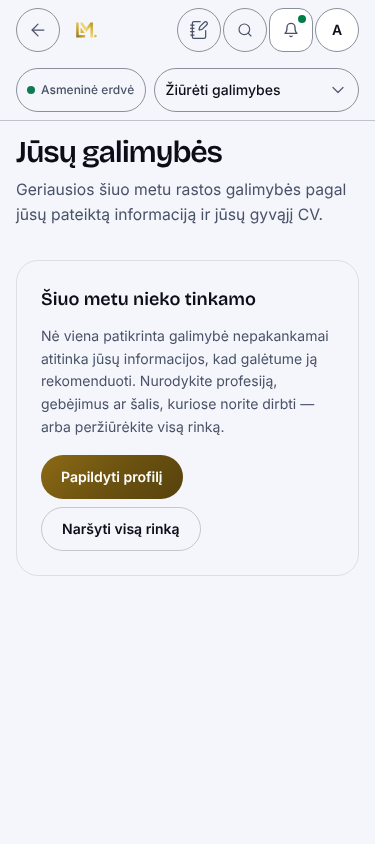 LM.
A
Asmeninė erdvė
Žiūrėti galimybes
Jūsų galimybės
Geriausios šiuo metu rastos galimybės pagal
jūsų pateiktą informaciją ir jūsų gyvąjį CV.
Šiuo metu nieko tinkamo
Nė viena patikrinta galimybė nepakankamai
atitinka jūsų informacijos, kad galėtume ją
rekomenduoti. Nurodykite profesiją,
gebėjimus ar šalis, kuriose norite dirbti —
arba peržiūrėkite visą rinką.
Papildyti profilį
Naršyti visą rinką